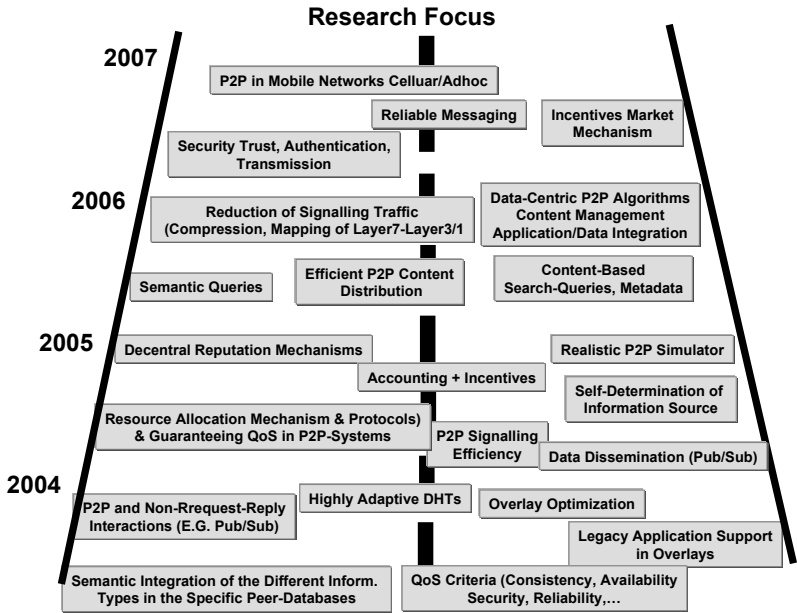 Research Focus
2007
P2P in Mobile Networks Celluar/Adhoc
Reliable Messaging
Incentives Market
Mechanism
Security Trust, Authentication,
Transmission
2006
Reduction of Signalling Traffic
(Compression, Mapping of Layer7-Layer3/1
Data-Centric P2P Algorithms
Content Management
Application/Data Integration
Semantic Queries
Efficient P2P Content
Distribution
Content-Based
Search-Queries, Metadata
2005
Decentral Reputation Mechanisms
Realistic P2P Simulator
Accounting + Incentives
Self-Determination of
Information Source
Resource Allocation Mechanism & Protocols)
& Guaranteeing QoS in P2P-Systems
P2P Signalling
Efficiency
Data Dissemination (Pub/Sub)
2004
P2P and Non-Rrequest-Reply
Interactions (E.G. Pub/Sub)
Highly Adaptive DHTs
Overlay Optimization
Legacy Application Support
in Overlays
Semantic Integration of the Different Inform.
Types in the Specific Peer-Databases
QoS Criteria (Consistency, Availability
Security, Reliability,…